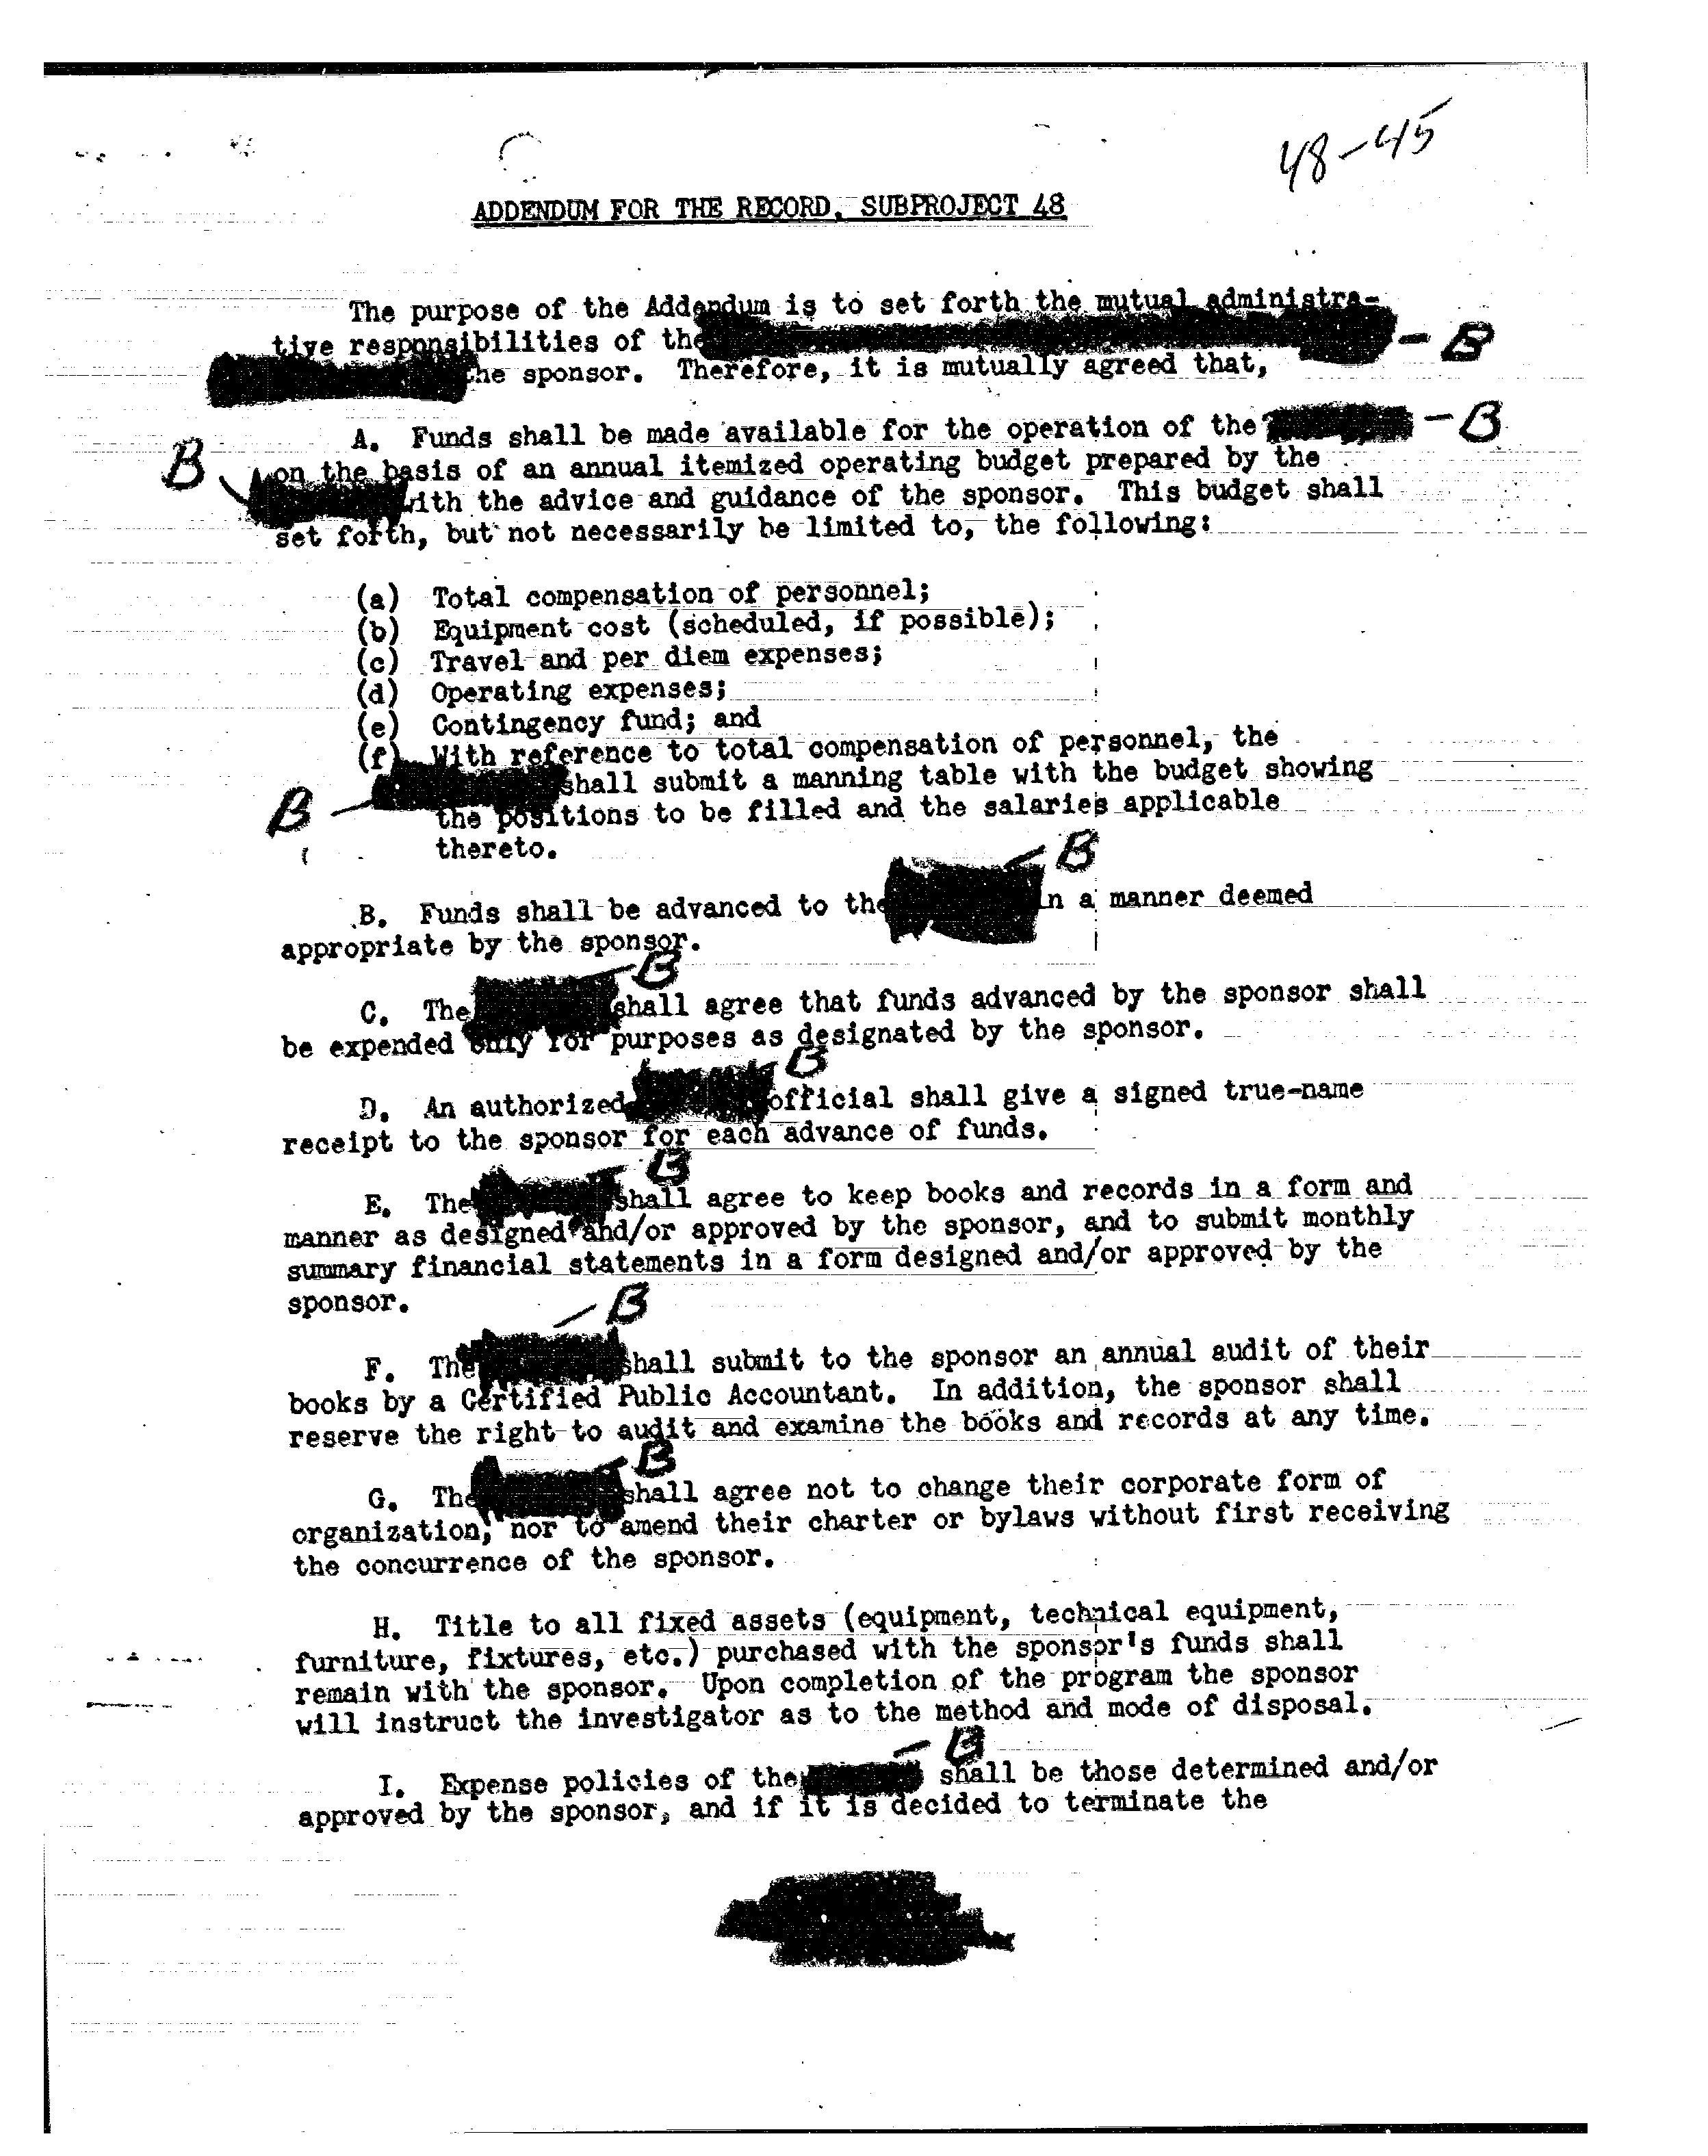 48-45
ADDENDUM FOR THE RECORD, SUBPROJECT 48
The purpose of the Addendum is to set forth the mutual administra-
tive responsibilities of the - B
the sponsor. Therefore, it is mutually agreed that,
A. Funds shall be made available for the operation of the - B
B on the basis of an annual itemized operating budget prepared by the
with the advice and guidance of the sponsor. This budget shall
set forth, but not necessarily be limited to, the following:
(a) Total compensation of personnel;
(b) Equipment cost (scheduled, if possible);
(c) Travel and per diem expenses;
(d) Operating expenses;
(e) Contingency fund; and
(f) With reference to total compensation of personnel, the
shall submit a manning table with the budget showing
B - the positions to be filled and the salaries applicable
thereto.
- B
B. Funds shall be advanced to the in a manner deemed
appropriate by the sponsor.
- B
C. The shall agree that funds advanced by the sponsor shall
be expended only for purposes as designated by the sponsor.
- B
D. An authorized official shall give a signed true-name
receipt to the sponsor for each advance of funds.
- B
E. The shall agree to keep books and records in a form and
manner as designed and/or approved by the sponsor, and to submit monthly
summary financial statements in a form designed and/or approved by the
sponsor.
- B
F. The shall submit to the sponsor an annual audit of their
books by a Certified Public Accountant. In addition, the sponsor shall
reserve the right to audit and examine the books and records at any time.
- B
G. The shall agree not to change their corporate form of
organization, nor to amend their charter or bylaws without first receiving
the concurrence of the sponsor.
H. Title to all fixed assets (equipment, technical equipment,
furniture, fixtures, etc.) purchased with the sponsor's funds shall
remain with the sponsor. Upon completion of the program the sponsor
will instruct the investigator as to the method and mode of disposal.
- B
I. Expense policies of the shall be those determined and/or
approved by the sponsor, and if it is decided to terminate the